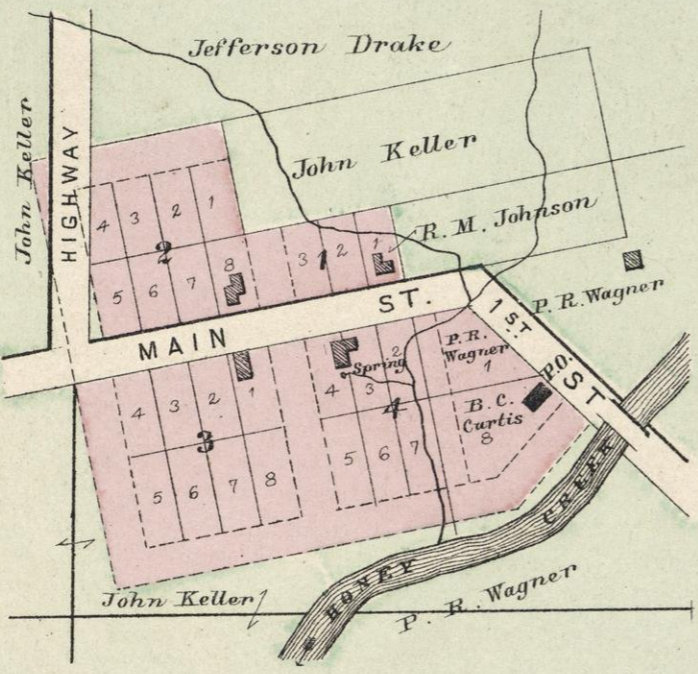 Jefferson Drake
John Keller
HIGHWAY
John Keller
R. M. Johnson
4 3 2 1
2
5 6 7 8
3 1 2 1
P. R. Wagner
MAIN ST.
1 ST ST
P.O.
P. R.
Wagner
1
Spring
2
4 3
4
B. C.
Curtis
8
5 6 7
4 3 2 1
3
5 6 7 8
HONEY CREEK
John Keller
P. R. Wagner